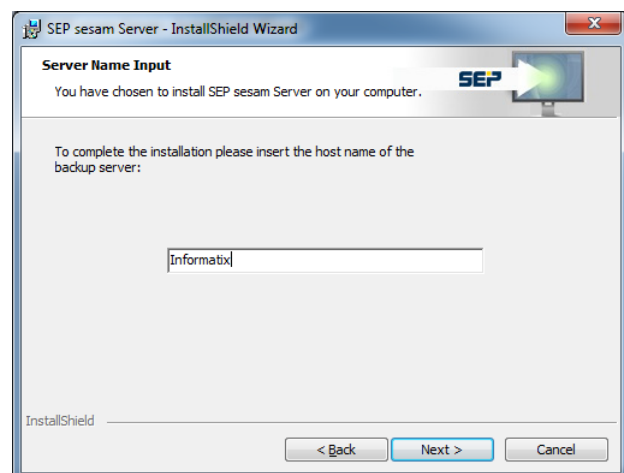 SEP sesam Server - InstallShield Wizard
Server Name Input
You have chosen to install SEP sesam Server on your computer.
SEP
To complete the installation please insert the host name of the
backup server:
Informatix
InstallShield
< Back
Next >
Cancel